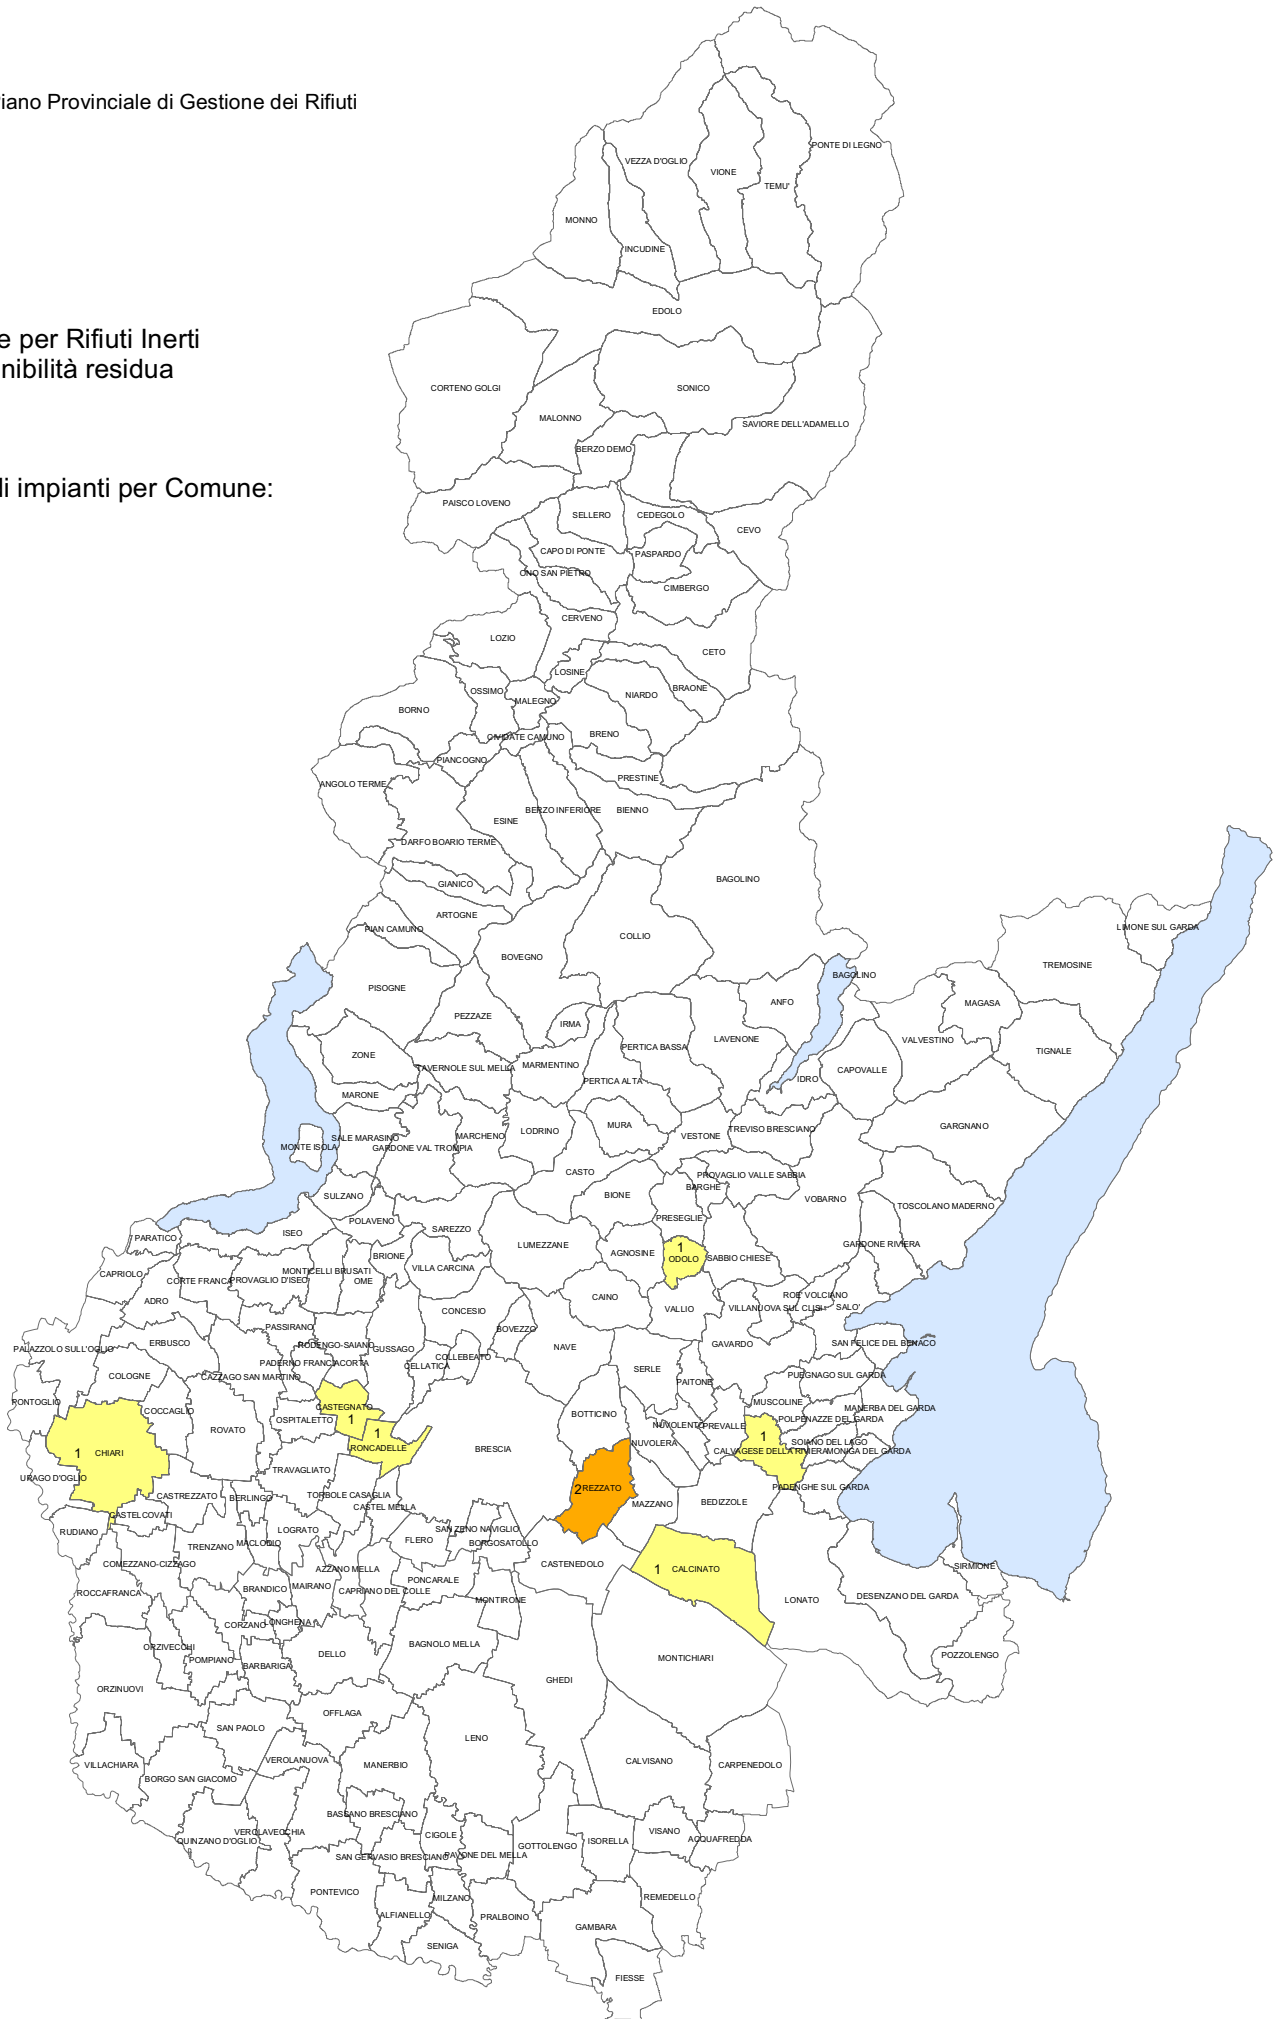 iano Provinciale di Gestione dei Rifiuti
e per Rifiuti Inerti
nibilità residua
li impianti per Comune:
PONTE DI LEGNO
VEZZA D'OGLIO
VIONE
TEMU'
MONNO
INCUDINE
EDOLO
CORTENO GOLGI
SONICO
MALONNO
SAVIORE DELL'ADAMELLO
BERZO DEMO
PAISCO LOVENO
SELLERO
CEDEGOLO
CEVO
CAPO DI PONTE
PASPARDO
ONO SAN PIETRO
CIMBERGO
CERVENO
LOZIO
CETO
LOSINE
BRAONE
OSSIMO
NIARDO
MALEGNO
BORNO
BRENO
CIVIDATE CAMUNO
PIANCOGNO
PRESTINE
ANGOLO TERME
BERZO INFERIORE
BIENNO
ESINE
DARFO BOARIO TERME
BAGOLINO
GIANICO
ARTOGNE
PIAN CAMUNO
COLLIO
LIMONE SUL GARDA
BOVEGNO
TREMOSINE
BAGOLINO
PISOGNE
ANFO
MAGASA
PEZZAZE
IRMA
LAVENONE
VALVESTINO
PERTICA BASSA
TIGNALE
ZONE
TAVERNOLE SUL MELLA
MARMENTINO
CAPOVALLE
PERTICA ALTA
IDRO
MARONE
MURA
GARGNANO
LODRINO
TREVISO BRESCIANO
MARCHENO
VESTONE
SALE MARASINO
MONTE ISOLA
GARDONE VAL TROMPIA
CASTO
PROVAGLIO VALLE SABBIA
BARGHE
SULZANO
BIONE
VOBARNO
TOSCOLANO MADERNO
PRESEGLIE
POLAVENO
SAREZZO
ISEO
PARATICO
LUMEZZANE
GARDONE RIVIERA
1
ODOLO
AGNOSINE
SABBIO CHIESE
BRIONE
VILLA CARCINA
CAPRIOLO
MONTICELLI BRUSATI
CORTE FRANCA
PROVAGLIO D'ISEO
OME
CAINO
ROE' VOLCIANO
ADRO
CONCESIO
VALLIO
VILLANUOVA SUL CLISI
SALO'
PASSIRANO
BOVEZZO
ERBUSCO
RODENGO-SAIANO
GAVARDO
SAN FELICE DEL BENACO
PALAZZOLO SULL'OGLIO
GUSSAGO
NAVE
PADERNO FRANCIACORTA
COLLEBEATO
CELLATICA
SERLE
COLOGNE
CAZZAGO SAN MARTINO
PUEGNAGO SUL GARDA
PAITONE
PONTOGLIO
MUSCOLINE
CASTEGNATO
COCCAGLIO
MANERBA DEL GARDA
BOTTICINO
OSPITALETTO
1
POLPENAZZE DEL GARDA
ROVATO
NUVOLENTO
PREVALLE
1
1
NUVOLERA
SOIANO DEL LAGO
RONCADELLE
BRESCIA
1 CHIARI
CALVAGESE DELLA RIVIERA
MONIGA DEL GARDA
TRAVAGLIATO
URAGO D'OGLIO
PADENGHE SUL GARDA
2 REZZATO
TORBOLE CASAGLIA
CASTREZZATO
BERLINGO
BEDIZZOLE
CASTEL MELLA
MAZZANO
CASTELCOVATI
RUDIANO
LOGRATO
SAN ZENO NAVIGLIO
FLERO
TRENZANO
MACLODIO
BORGOSATOLLO
COMEZZANO-CIZZAGO
CASTENEDOLO
SIRMIONE
AZZANO MELLA
1 CALCINATO
PONCARALE
BRANDICO
MAIRANO
ROCCAFRANCA
CAPRIANO DEL COLLE
DESENZANO DEL GARDA
MONTIRONE
LONATO
CORZANO
LONGHENA
BAGNOLO MELLA
ORZIVECCHI
DELLO
POZZOLENGO
POMPIANO
MONTICHIARI
BARBARIGA
GHEDI
ORZINUOVI
OFFLAGA
SAN PAOLO
LENO
VEROLANUOVA
CALVISANO
VILLACHIARA
MANERBIO
CARPENEDOLO
BORGO SAN GIACOMO
BASSANO BRESCIANO
VISANO
VEROLAVECCHIA
CIGOLE
ACQUAFREDDA
QUINZANO D'OGLIO
ISORELLA
GOTTOLENGO
SAN GERVASIO BRESCIANO
PAVONE DEL MELLA
PONTEVICO
REMEDELLO
MILZANO
ALFIANELLO
PRALBOINO
GAMBARA
SENIGA
FIESSE